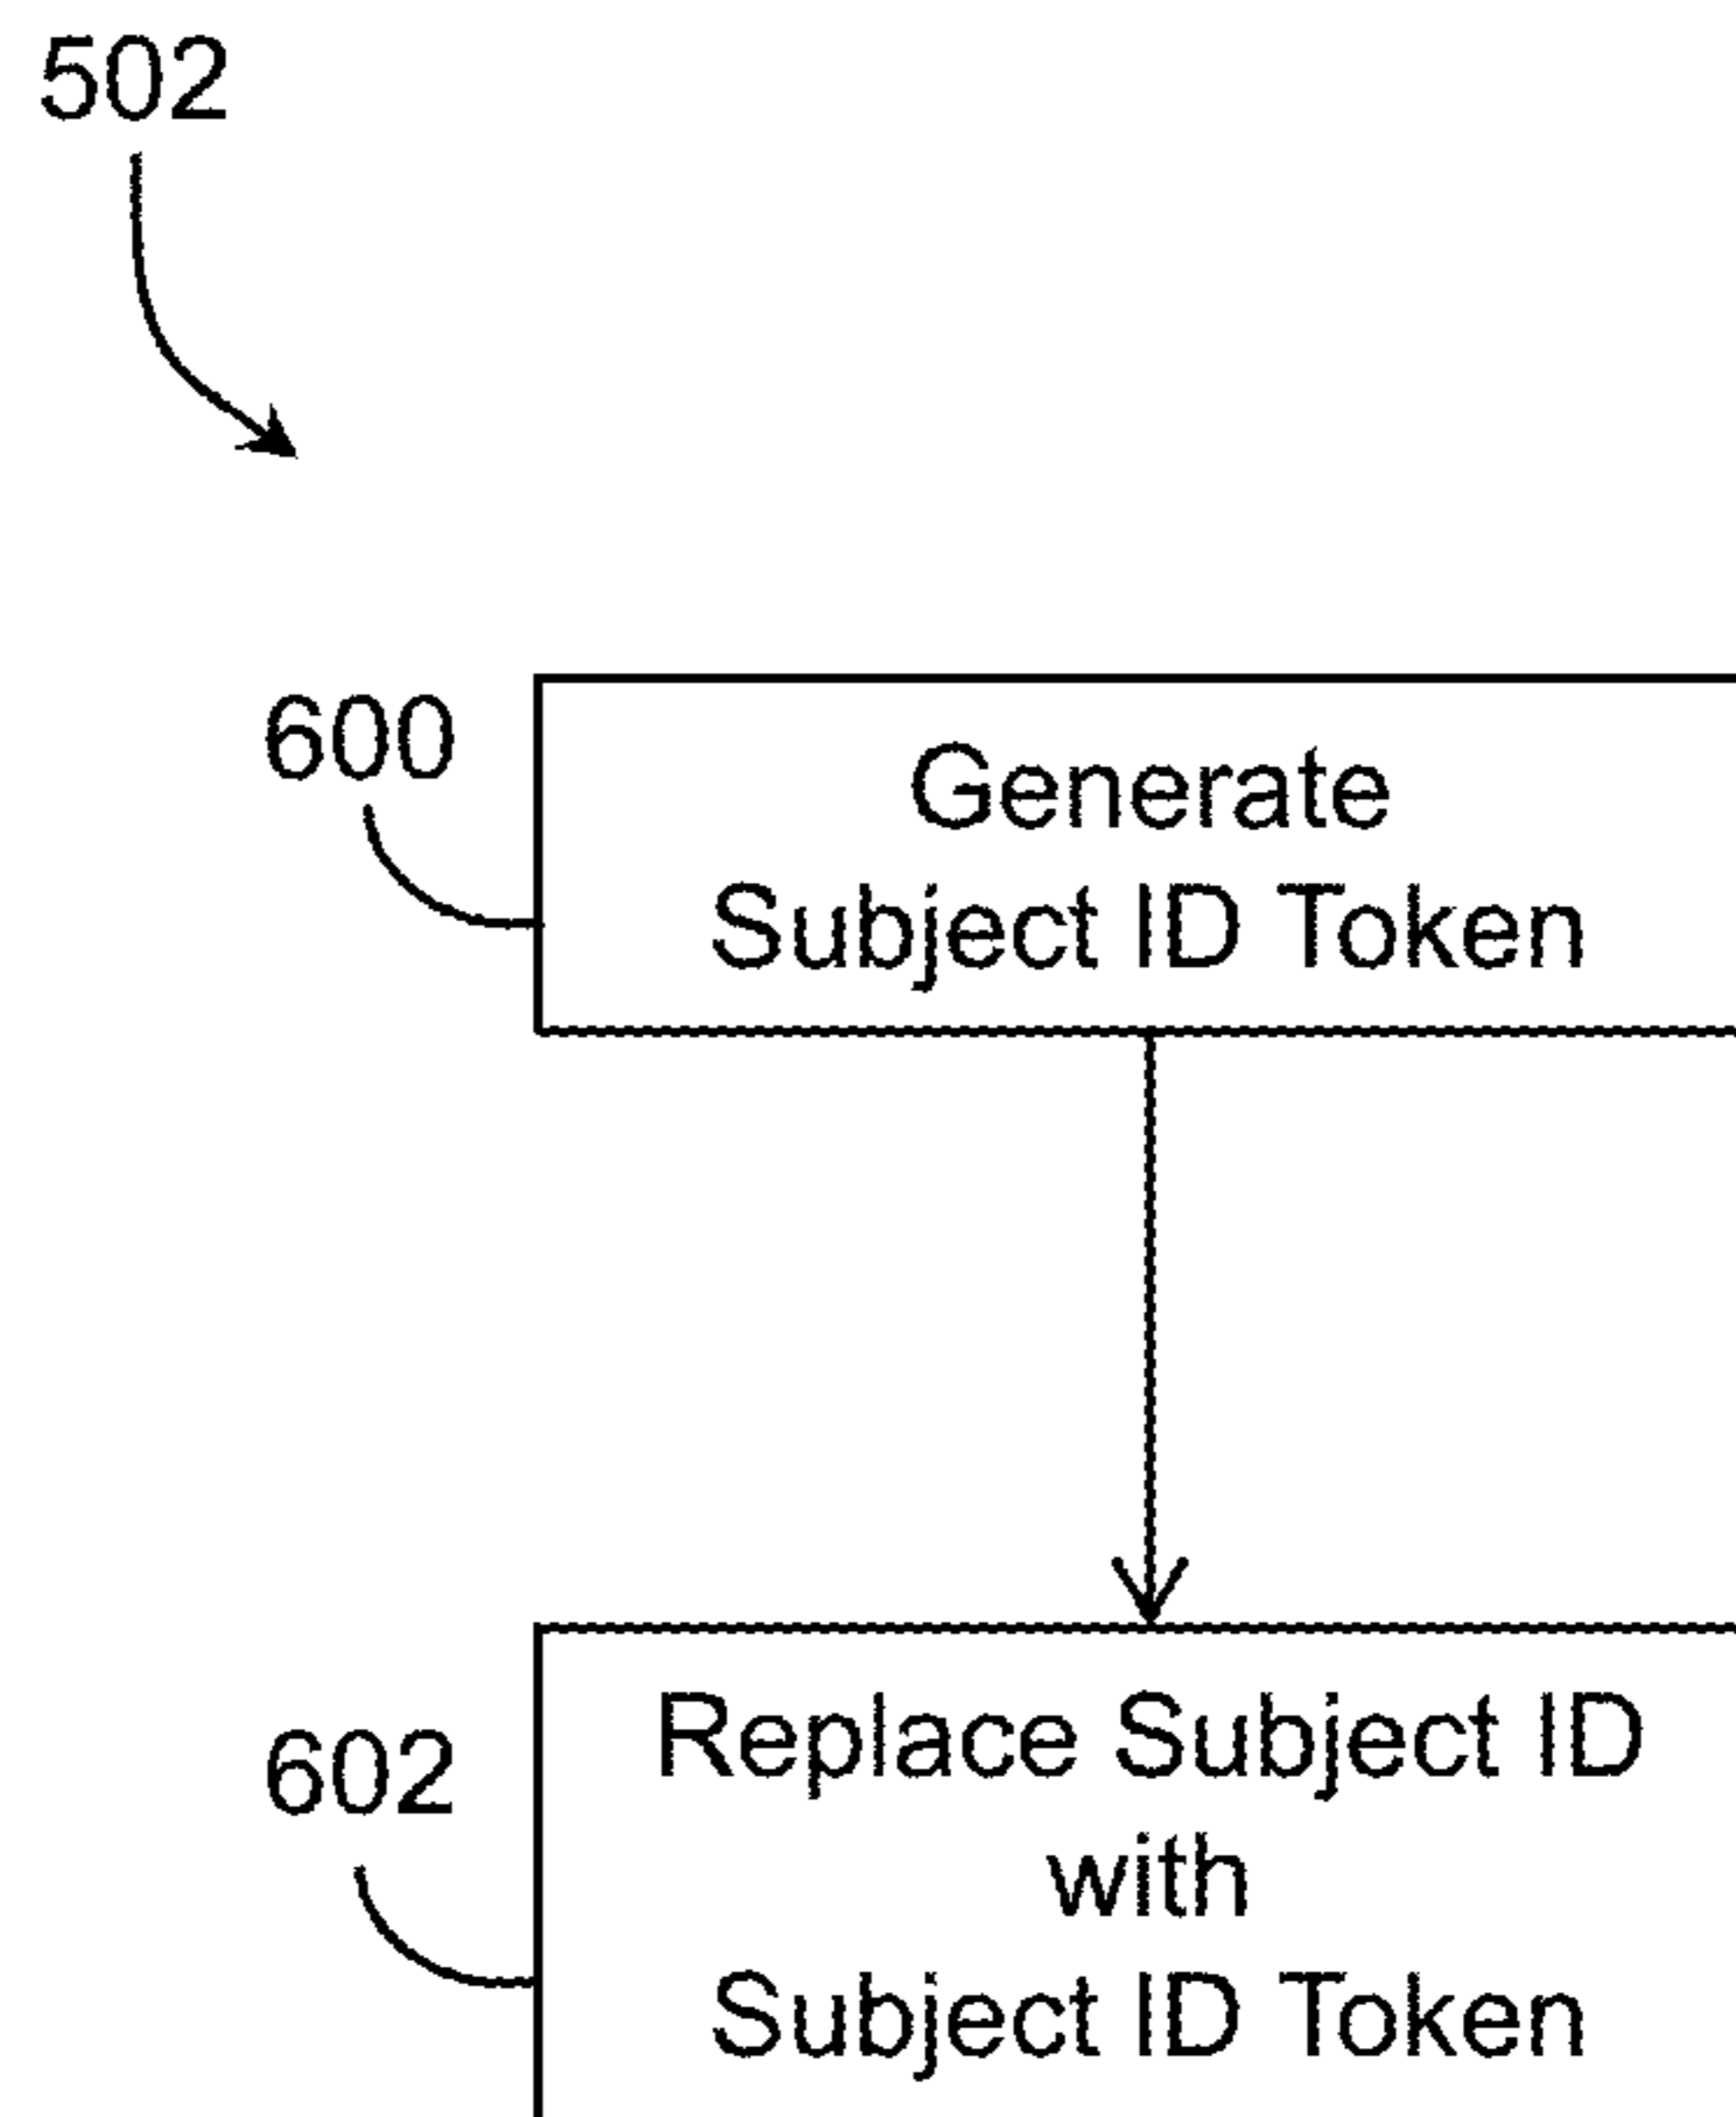 502
600
Generate
Subject ID Token
602
Replace Subject ID
with
Subject ID Token